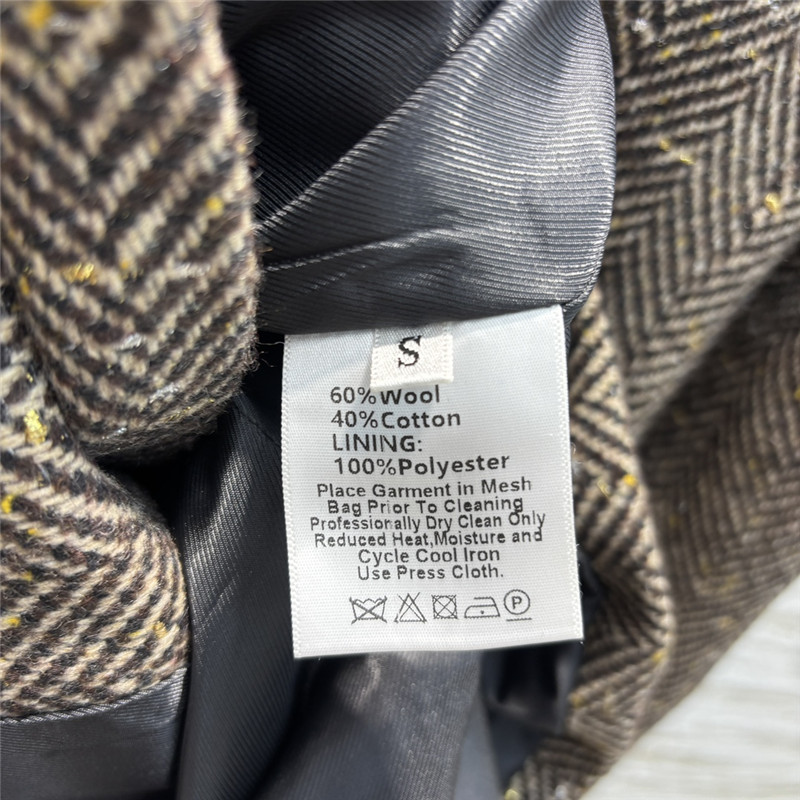 S
60%Wool
40%Cotton
LINING:
100%Polyester
Place Garment in Mesh
Bag Prior To Cleaning
Professionally Dry Clean Only
Reduced Heat,Moisture and
Cycle Cool Iron
Use Press Cloth.
P